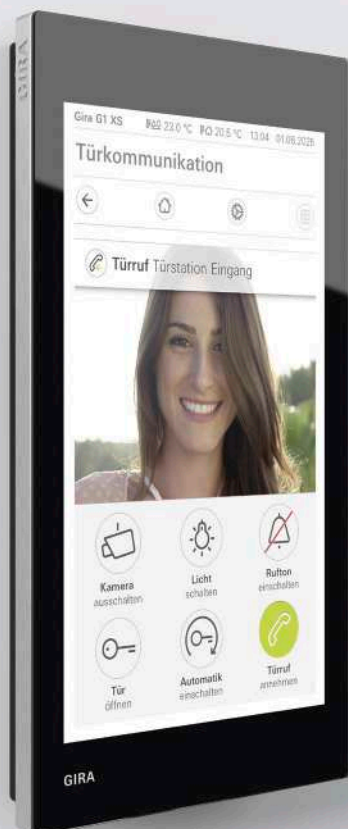 GIRA
Gira G1 XS 23.0 °C 20.5 °C 13:04 01.08.2026
Türkommunikation
Türruf Türstation Eingang
Kamera
ausschalten
Licht
schalten
Rufton
einschalten
Tür
öffnen
Automatik
einschalten
Türruf
annehmen
GIRA